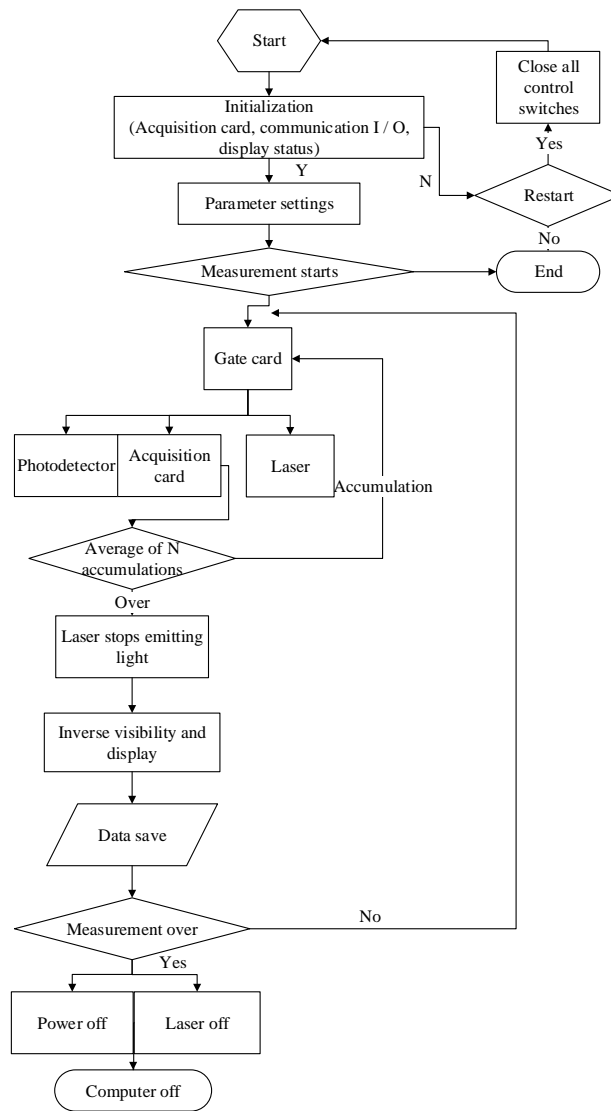 Start
Close all
control
switches
Initialization
(Acquisition card, communication I / O,
display status)
Yes
Y
N
Restart
Parameter settings
No
Measurement starts
End
Gate card
Photodetector
Acquisition
card
Laser
Accumulation
Average of N
accumulations
Over
Laser stops emitting
light
Inverse visibility and
display
Data save
Measurement over
No
Yes
Power off
Laser off
Computer off